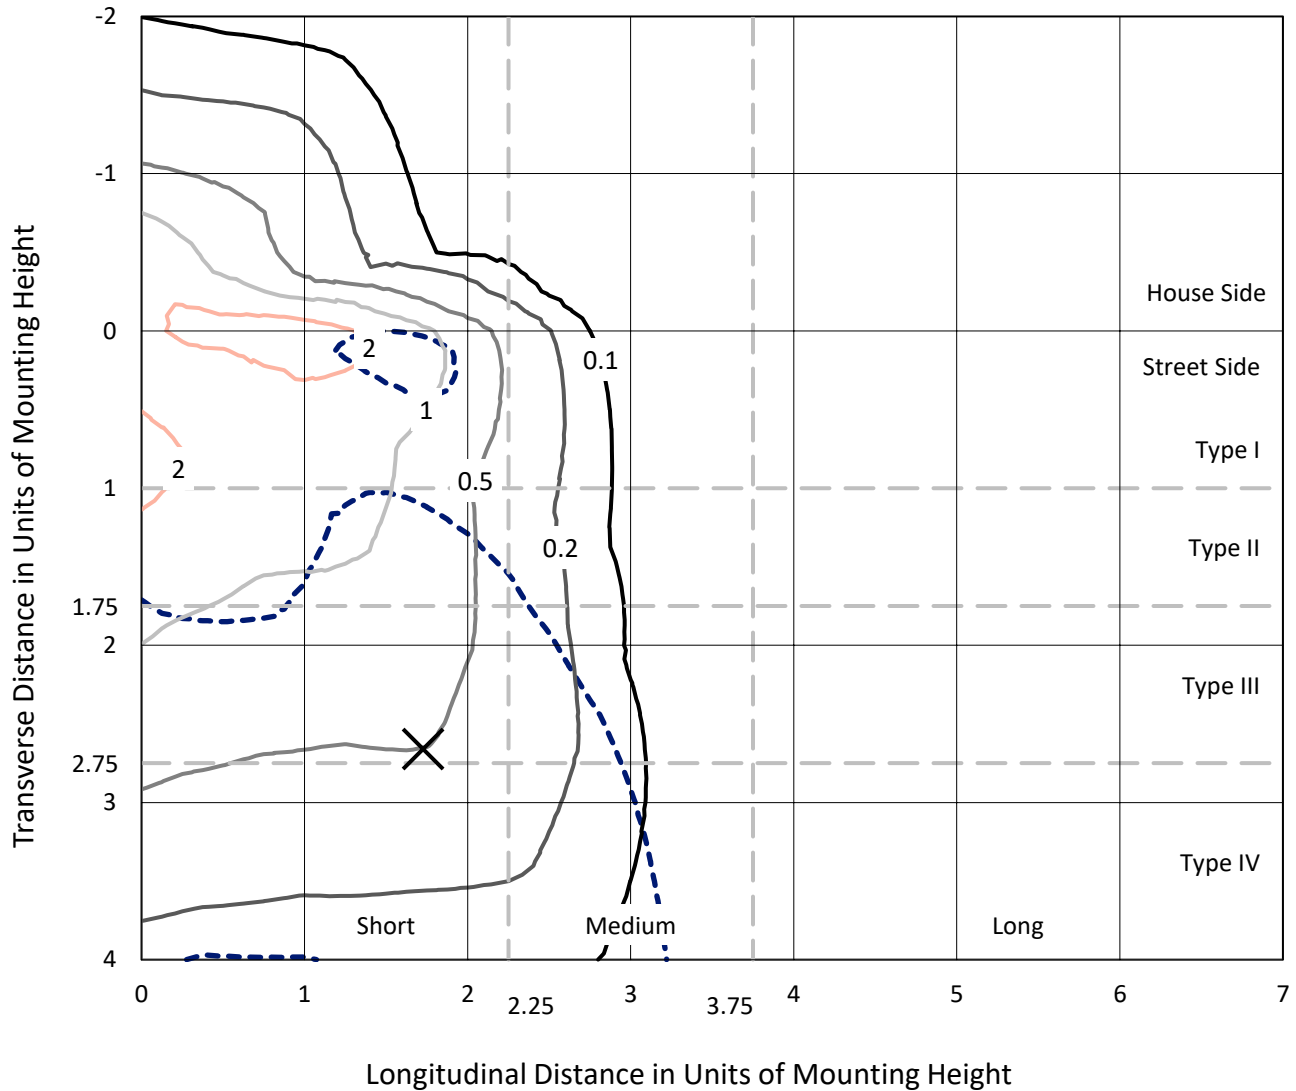 -2
-1
House Side
0
2
0.1
Street Side
1
Type I
2
0.5
1
0.2
Type II
1.75
2
Type III
2.75
3
Type IV
Short
Medium
Long
4
0
1
2
2.25
3
3.75
4
5
6
7
Transverse Distance in Units of Mounting Height
Longitudinal Distance in Units of Mounting Height